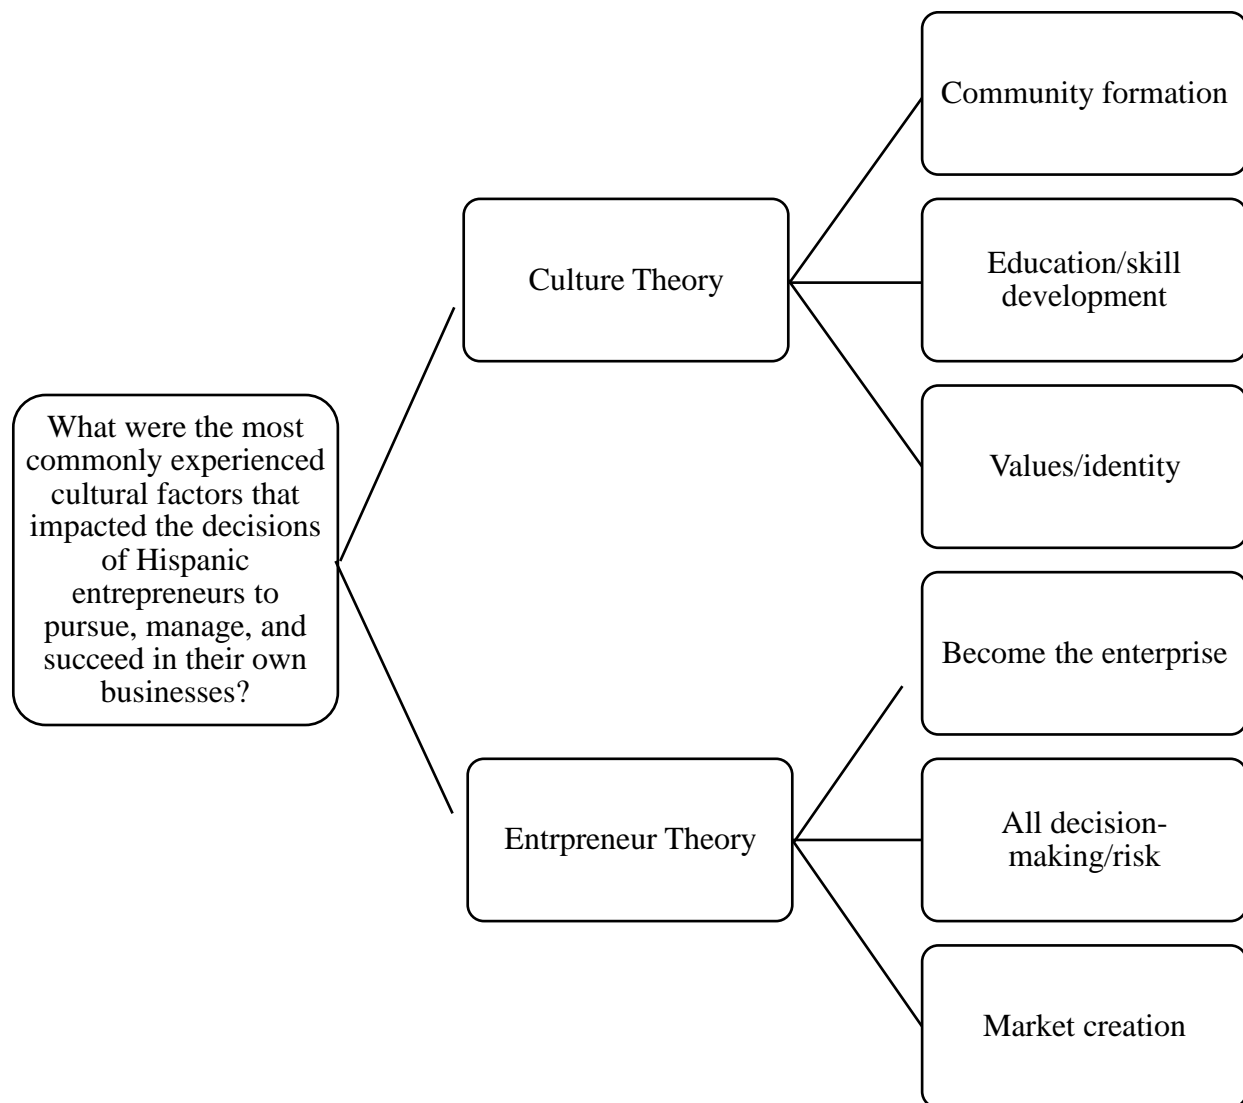 Community formation
Culture Theory
Education/skill
development
Values/identity
What were the most
commonly experienced
cultural factors that
impacted the decisions
of Hispanic
entrepreneurs to
pursue, manage, and
succeed in their own
businesses?
Become the enterprise
Entrpreneur Theory
All decision-
making/risk
Market creation